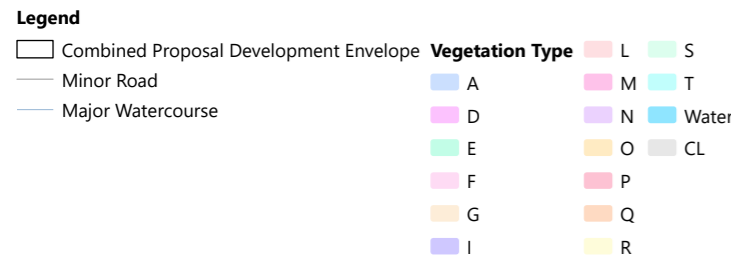 Legend
Combined Proposal Development Envelope
Minor Road
Major Watercourse
Vegetation Type
A
D
E
F
G
I
L
M
N
O
P
Q
R
S
T
Water
CL